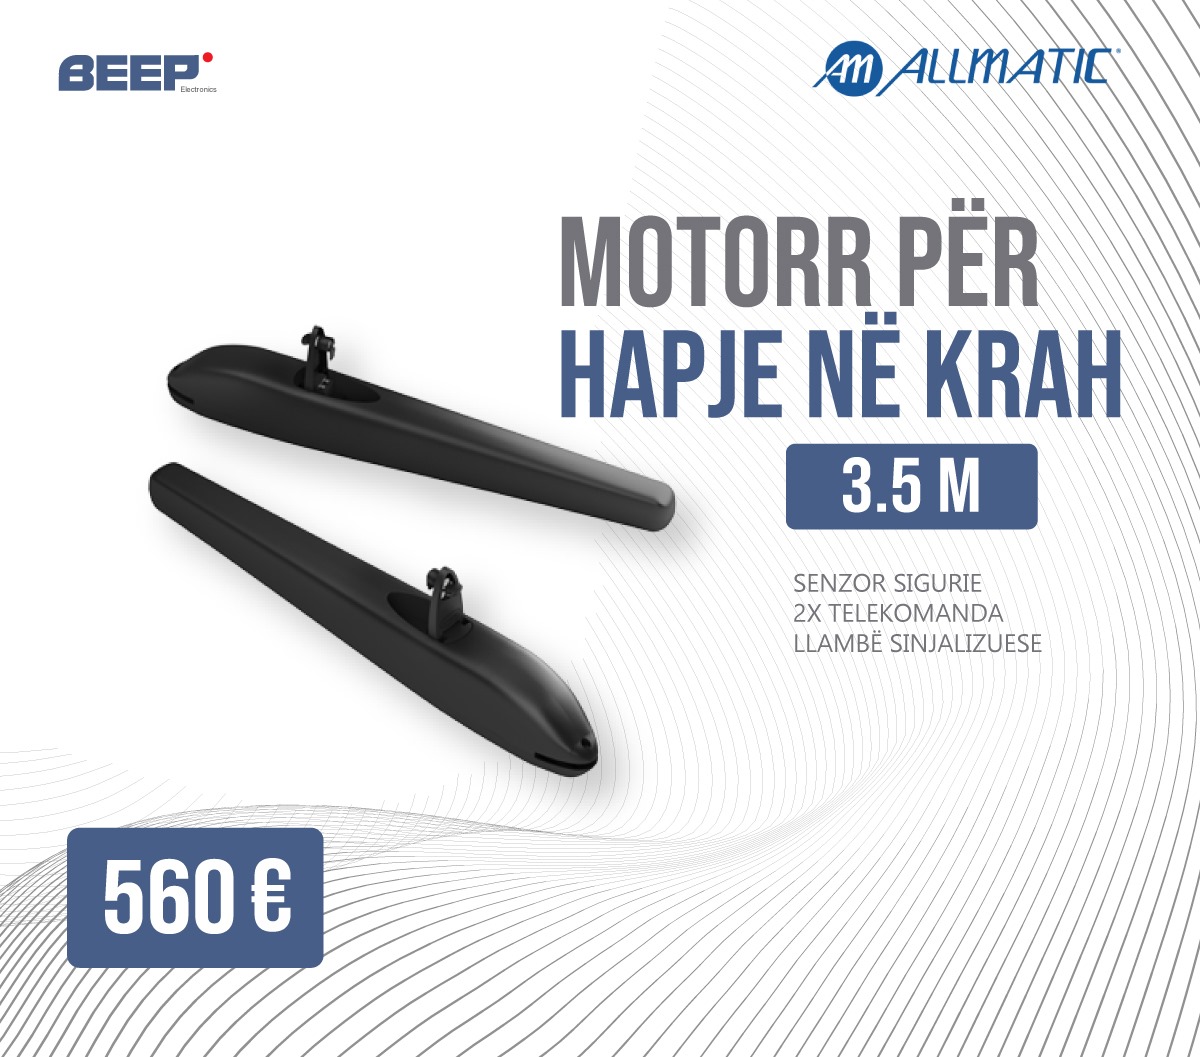 BEEP
Electronics
AM ALLMATIC
MOTORR PËR
HAPJE NË KRAH
3.5 M
SENZOR SIGURIE
2X TELEKOMANDA
LLAMBË SINJALIZUESE
560 €